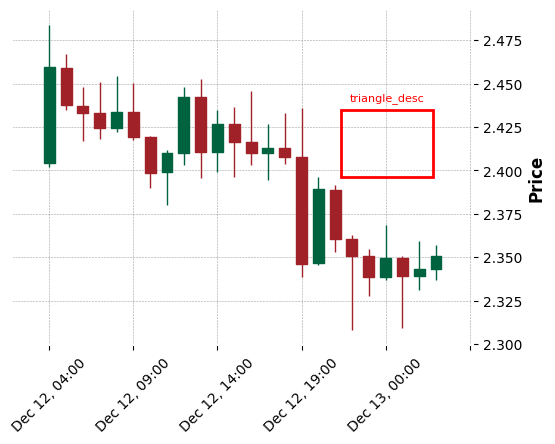 triangle_desc
2.475
2.450
2.425
2.400
2.375
2.350
2.325
2.300
Price
Dec 12, 04:00
Dec 12, 09:00
Dec 12, 14:00
Dec 12, 19:00
Dec 13, 00:00